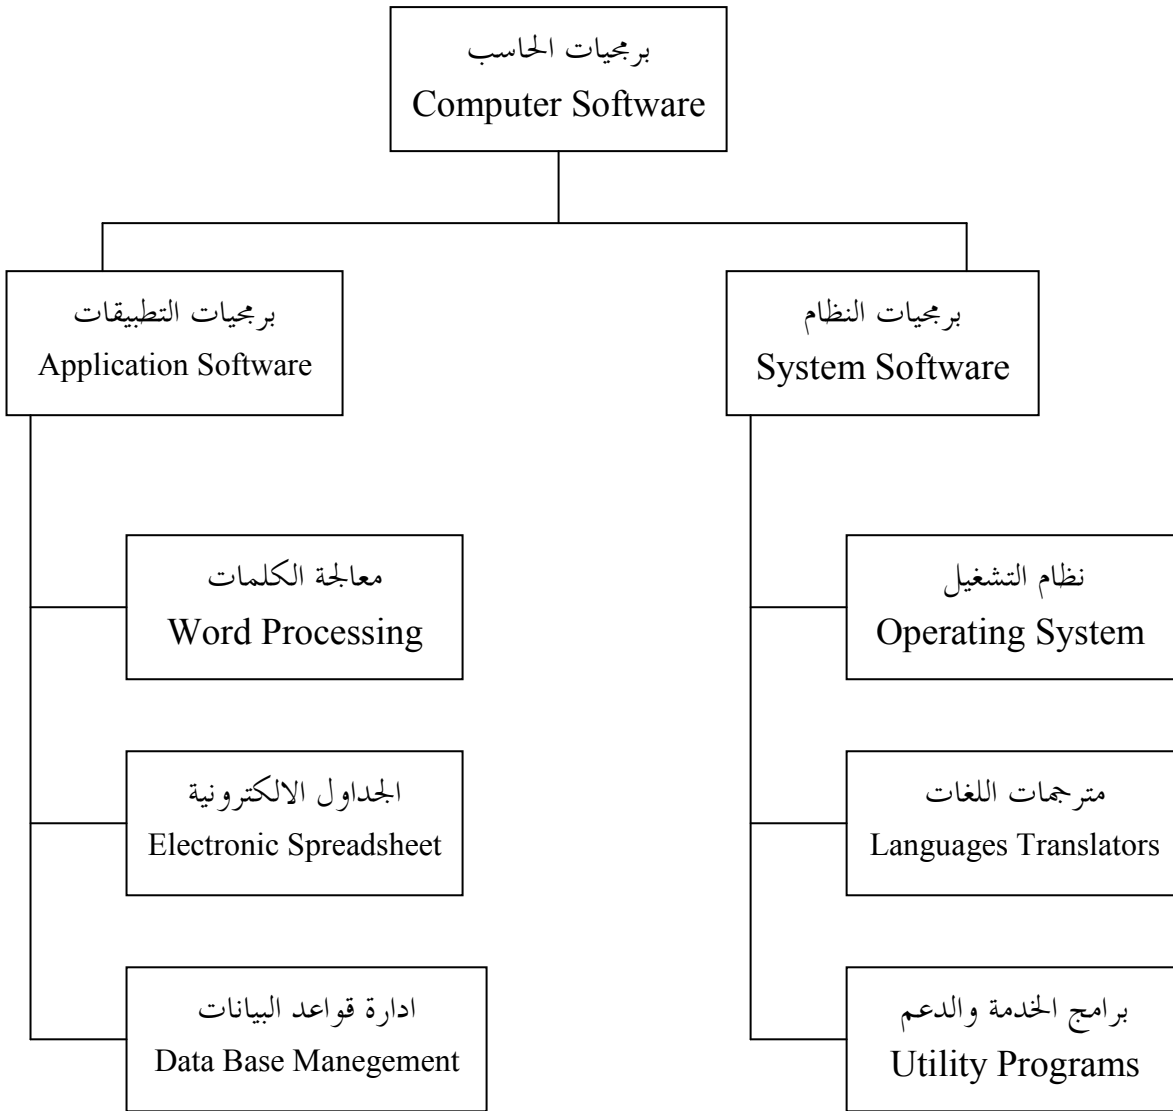 برمجيات الحاسب
Computer Software
برمجيات التطبيقات
Application Software
برمجيات النظام
System Software
معالجة الكلمات
Word Processing
نظام التشغيل
Operating System
الجداول الالكترونية
Electronic Spreadsheet
مترجمات اللغات
Languages Translators
ادارة قواعد البيانات
Data Base Manegement
برامج الخدمة والدعم
Utility Programs